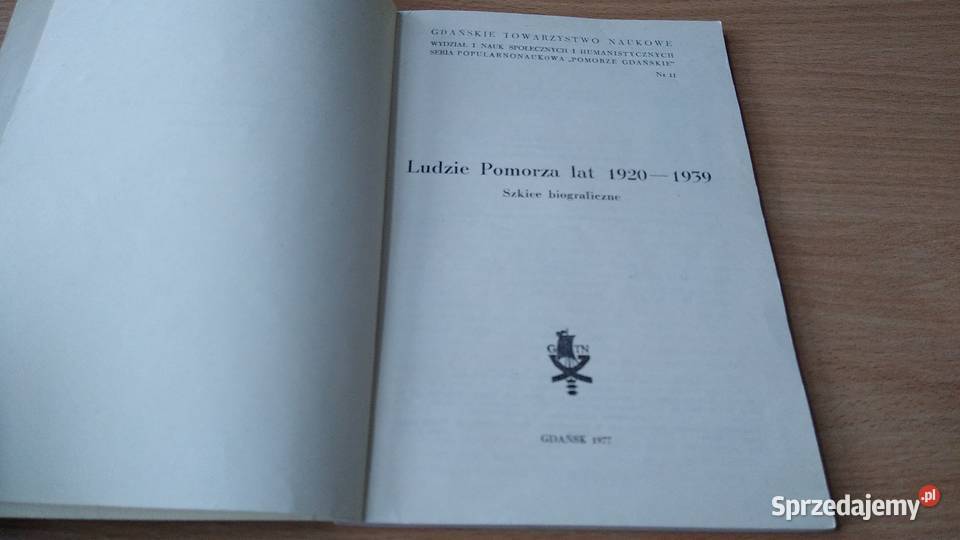 GDAŃSKIE TOWARZYSTWO NAUKOWE
WYDZIAŁ I NAUK SPOŁECZNYCH I HUMANISTYCZNYCH
SERIA POPULARNONAUKOWA „POMORZE GDAŃSKIE”
Nr 11
Ludzie Pomorza lat 1920—1939
Szkice biograficzne
G TN
GDAŃSK 1977
Sprzedajemy.pl